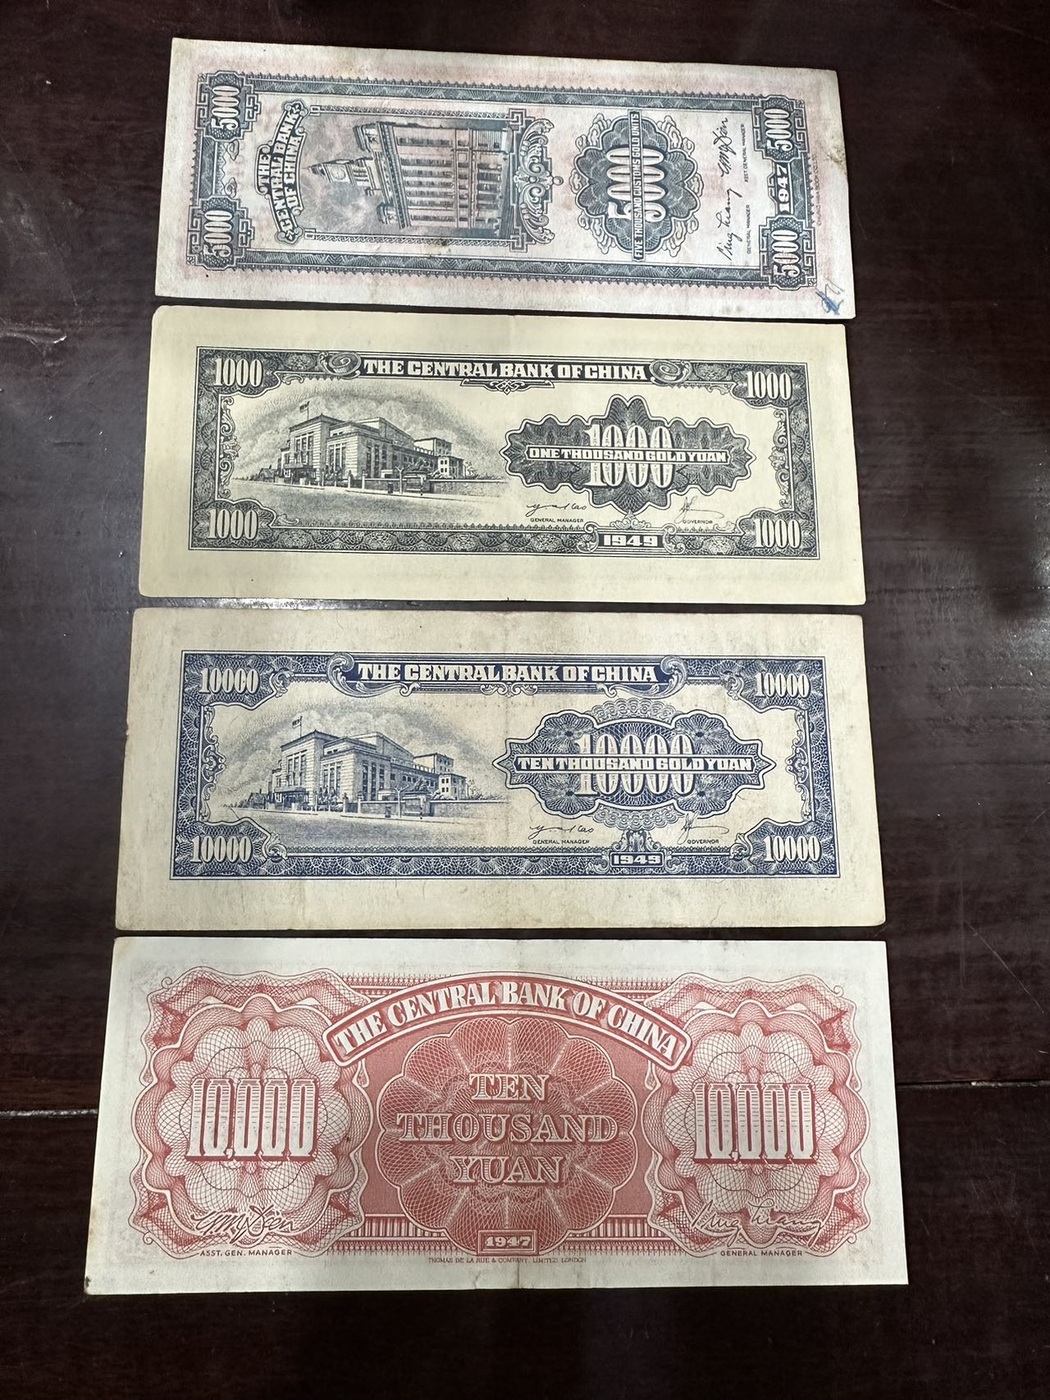 5000
5000
THE
CENTRAL BANK
OF CHINA
5000
FIVE THOUSAND CUSTOMS GOLD UNITS
ASST. GENERAL MANAGER
GENERAL MANAGER
1947
5000
5000
1000
THE CENTRAL BANK OF CHINA
1000
1000
ONE THOUSAND GOLD YUAN
GENERAL MANAGER
GOVERNOR
1000
1949
1000
10000
THE CENTRAL BANK OF CHINA
10000
10000
TEN THOUSAND GOLD YUAN
GENERAL MANAGER
GOVERNOR
10000
1949
10000
THE CENTRAL BANK OF CHINA
10,000
TEN
THOUSAND
YUAN
10,000
ASST. GEN. MANAGER
1947
GENERAL MANAGER
THOMAS DE LA RUE & COMPANY, LIMITED, LONDON